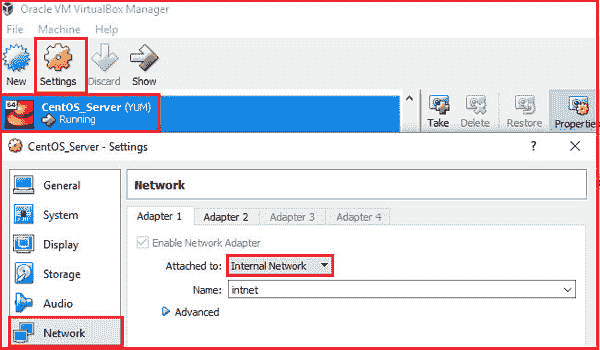 Oracle VM VirtualBox Manager
File Machine Help
New Settings Discard Show
64 CentOS_Server (YUM)
Running
Take Delete Restore Properti
CentOS_Server - Settings ? ×
General
System
Display
Storage
Audio
Network
Network
Adapter 1 Adapter 2 Adapter 3 Adapter 4
Enable Network Adapter
Attached to: Internal Network
Name: intnet
Advanced